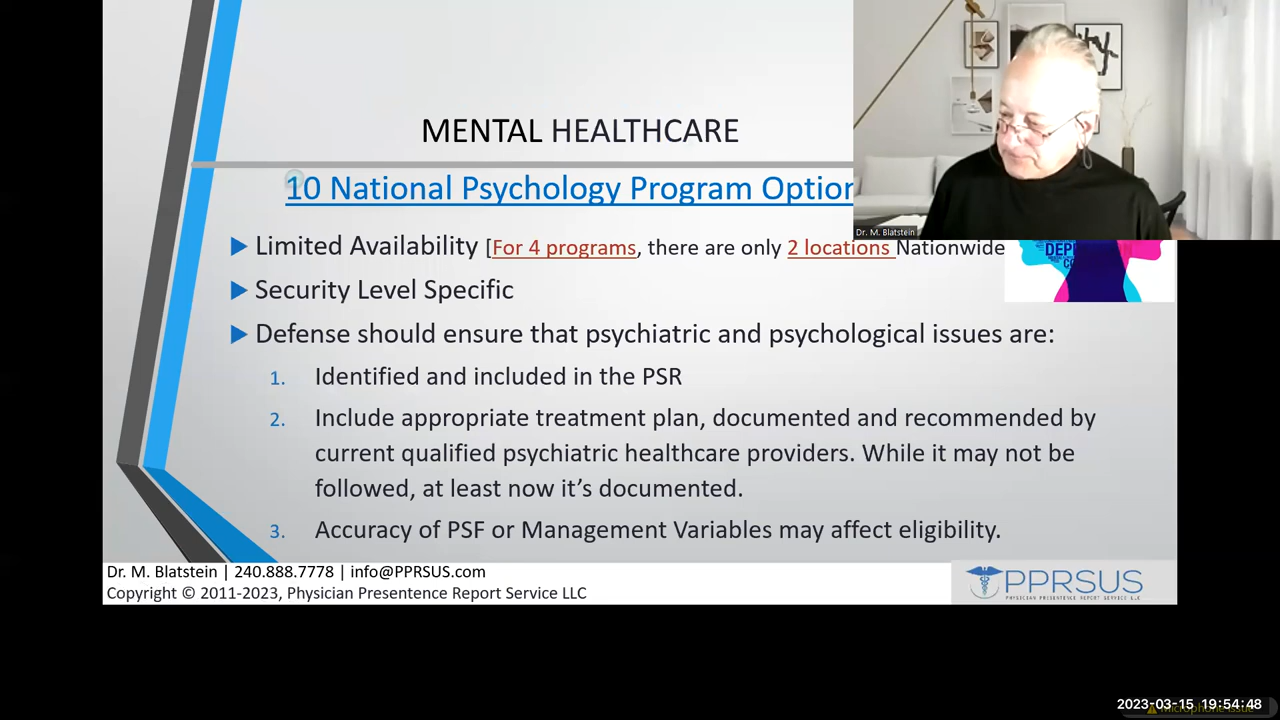 MENTAL HEALTHCARE
10 National Psychology Program Option
Limited Availability [For 4 programs, there are only 2 locations Nationwide
Security Level Specific
Defense should ensure that psychiatric and psychological issues are:
1. Identified and included in the PSR
2. Include appropriate treatment plan, documented and recommended by
current qualified psychiatric healthcare providers. While it may not be
followed, at least now it's documented.
3. Accuracy of PSF or Management Variables may affect eligibility.
Dr. M. Blatstein
Dr. M. Blatstein | 240.888.7778 | info@PPRSUS.com
Copyright © 2011-2023, Physician Presentence Report Service LLC
PPRSUS
PHYSICIAN PRESENTENCE REPORT SERVICE LLC
2023-03-15 19:54:48
Microphone issue